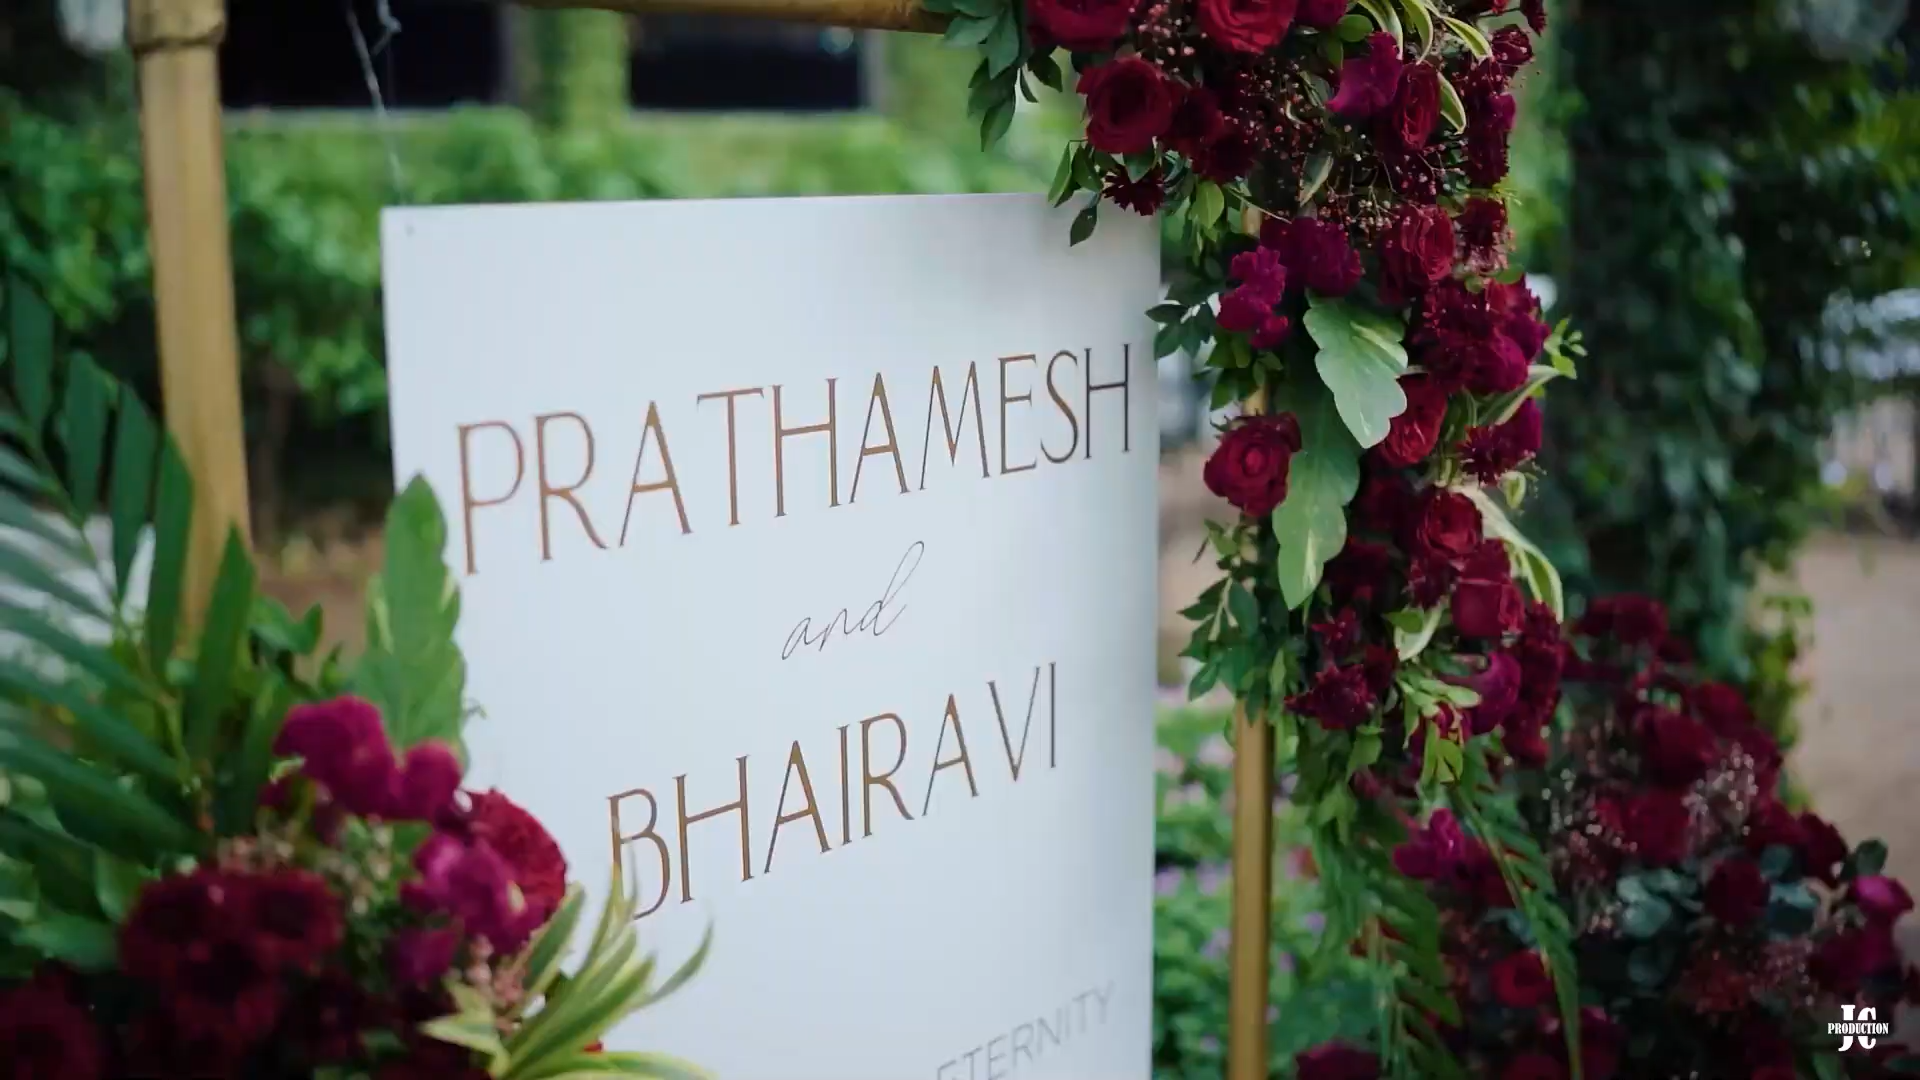 PRATHAMESH
and
BHAIRAVI
ETERNITY
JC
PRODUCTION